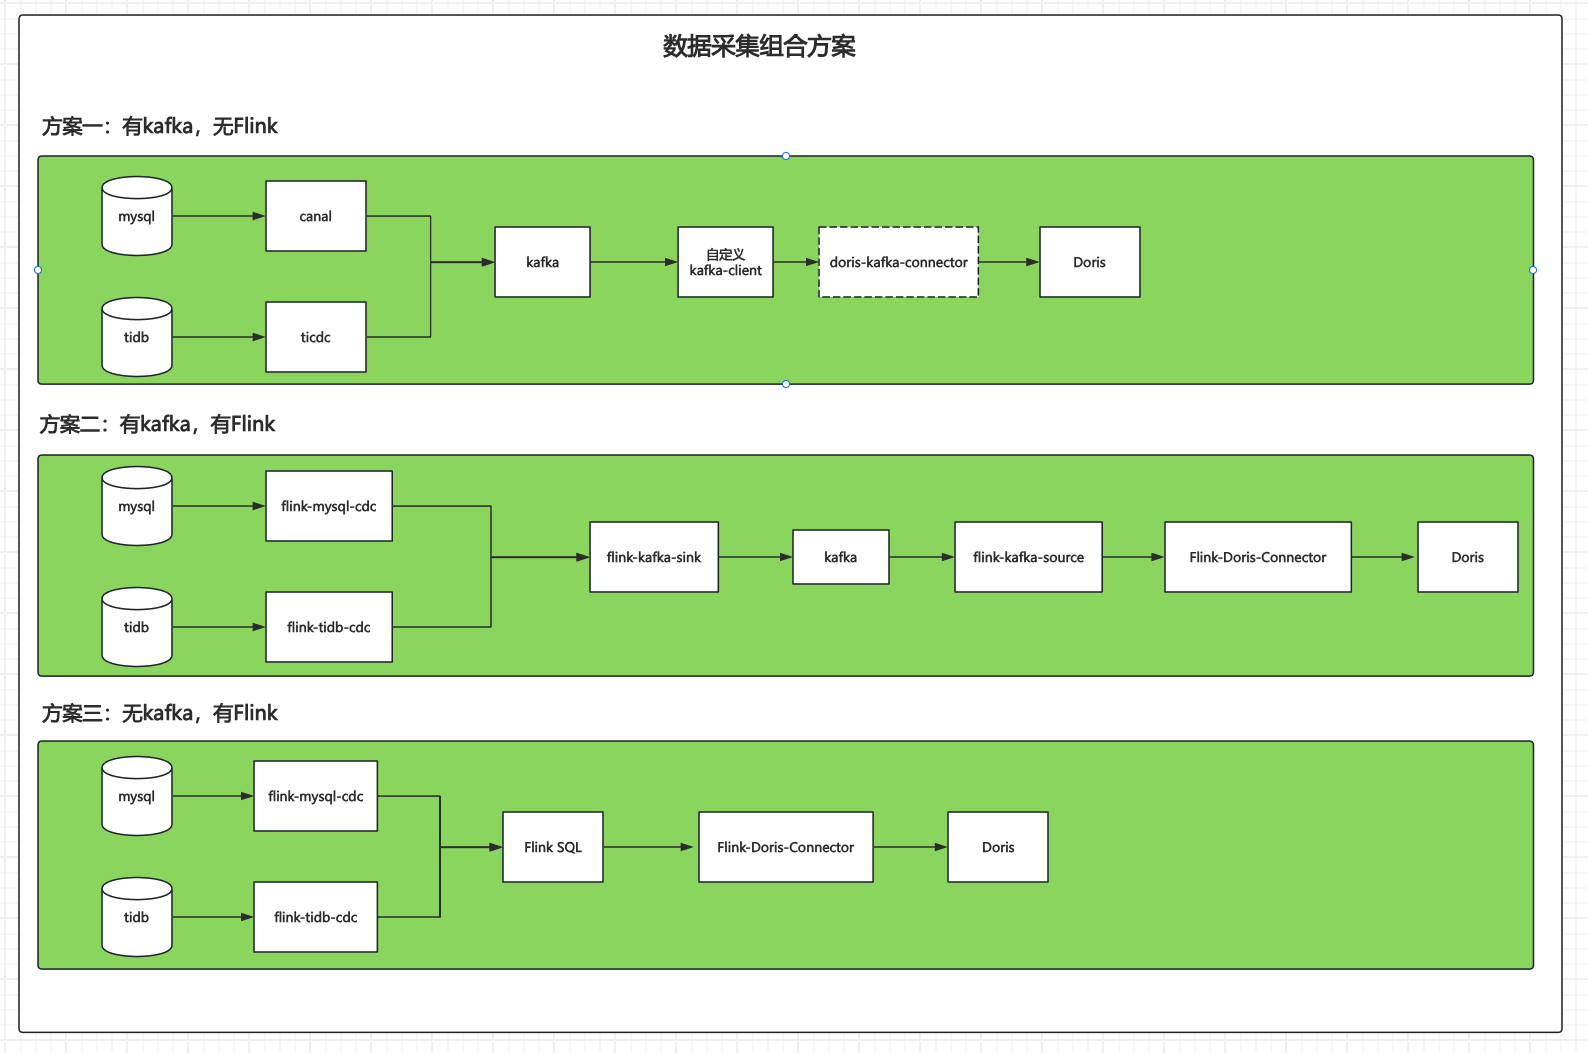 数据采集组合方案
方案一：有kafka，无Flink
mysql
canal
kafka
自定义
kafka-client
doris-kafka-connector
Doris
tidb
ticdc
方案二：有kafka，有Flink
mysql
flink-mysql-cdc
flink-kafka-sink
kafka
flink-kafka-source
Flink-Doris-Connector
Doris
tidb
flink-tidb-cdc
方案三：无kafka，有Flink
mysql
flink-mysql-cdc
Flink SQL
Flink-Doris-Connector
Doris
tidb
flink-tidb-cdc